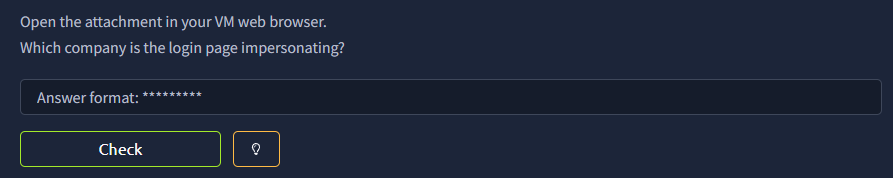 Open the attachment in your VM web browser.
Which company is the login page impersonating?
Answer format: *********
Check